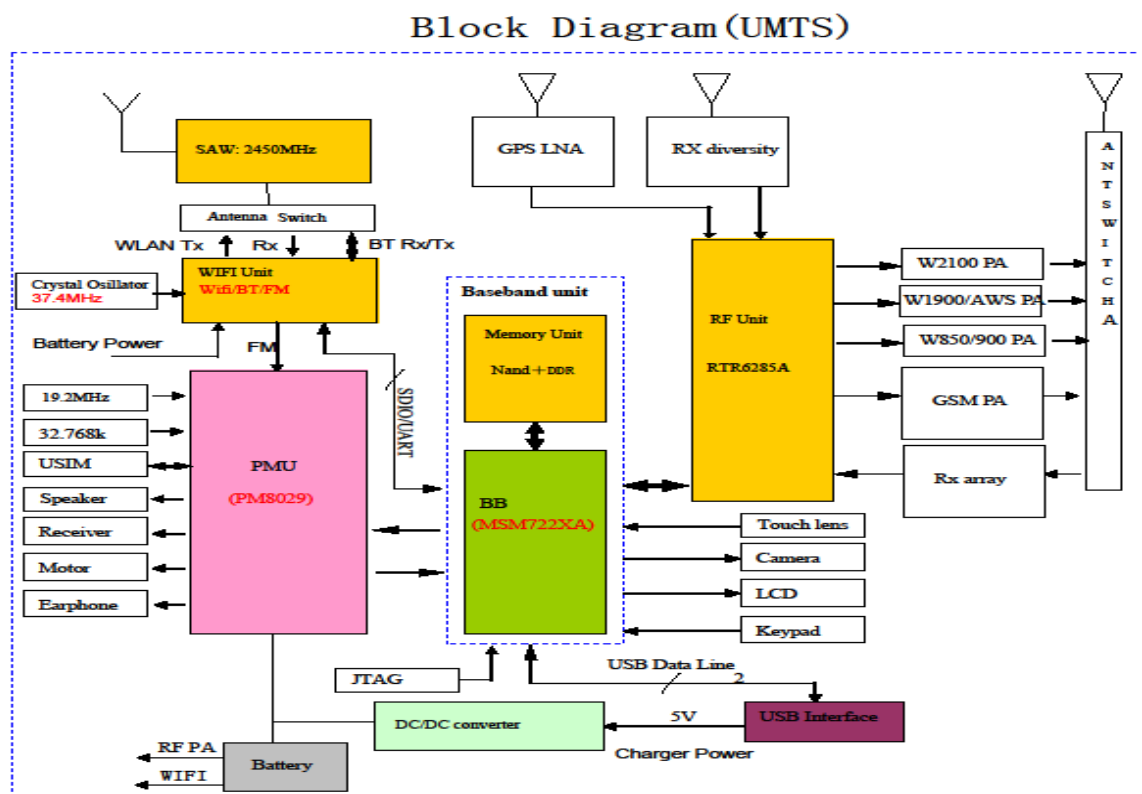 Block Diagram(UMTS)
SAW: 2450MHz
GPS LNA
RX diversity
ANTSWITCHA
Antenna Switch
WLAN Tx
Rx
BT Rx/Tx
WIFI Unit
Wifi/BT/FM
Crystal Osillator
37.4MHz
Battery Power
FM
SDIO/UART
Baseband unit
Memory Unit
Nand+DDR
RF Unit
RTR6285A
W2100 PA
W1900/AWS PA
W850/900 PA
GSM PA
Rx array
19.2MHz
32.768k
USIM
Speaker
Receiver
Motor
Earphone
PMU
(PM8029)
BB
(MSM722XA)
Touch lens
Camera
LCD
Keypad
JTAG
USB Data Line
2
DC/DC converter
5V
USB Interface
Charger Power
RF PA
WIFI
Battery